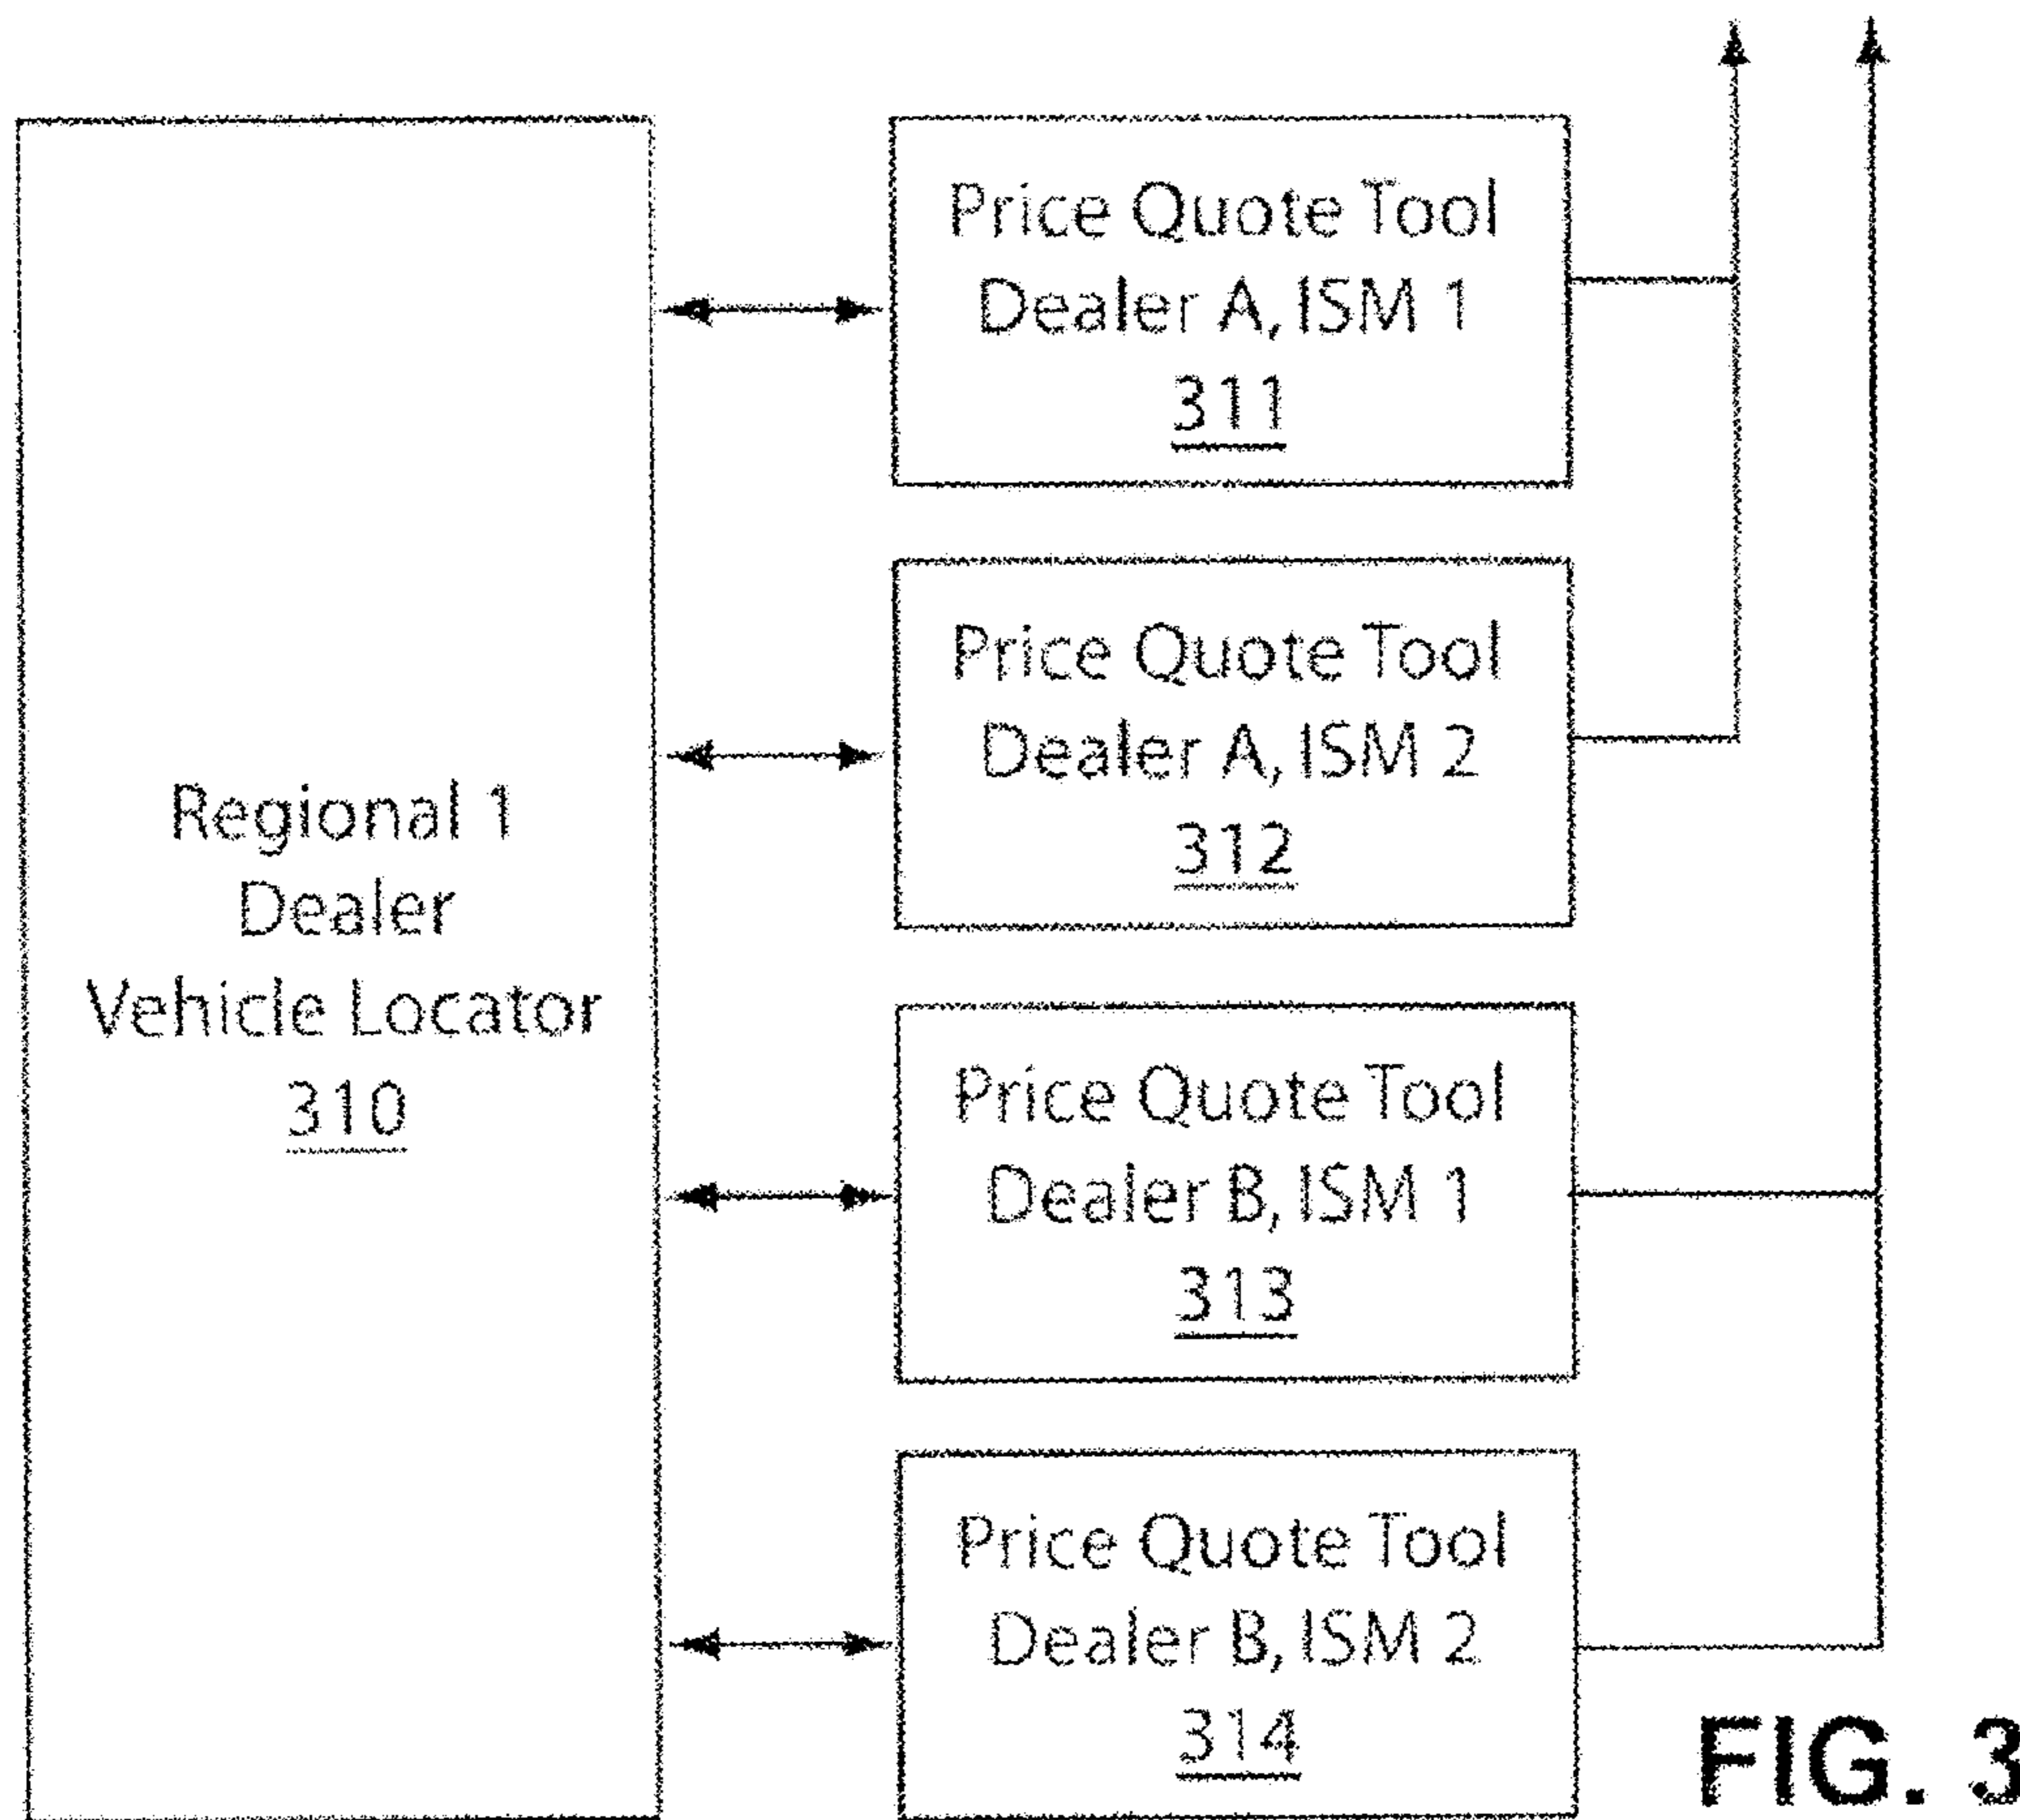 Regional 1
Dealer
Vehicle Locator
310
Price Quote Tool
Dealer A, ISM 1
311
Price Quote Tool
Dealer A, ISM 2
312
Price Quote Tool
Dealer B, ISM 1
313
Price Quote Tool
Dealer B, ISM 2
314
FIG. 3